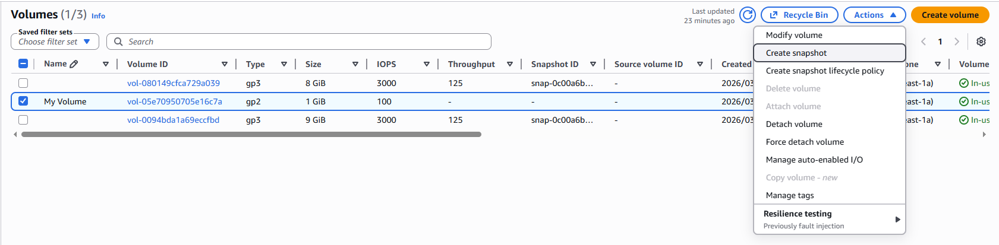 Volumes (1/3) Info
Last updated
23 minutes ago
Recycle Bin
Actions
Create volume
Saved filter sets
Choose filter set
Search
1
Name Volume ID Type Size IOPS Throughput Snapshot ID Source volume ID Created one Volume
vol-080149cfca729a039 gp3 8 GiB 3000 125 snap-0c00a6b... - 2026/03 east-1a) In-us
My Volume vol-05e70950705e16c7a gp2 1 GiB 100 - - - 2026/03 east-1a) In-us
vol-0094bda1a69eccfbd gp3 9 GiB 3000 125 snap-0c00a6b... - 2026/03 east-1a) In-us
Modify volume
Create snapshot
Create snapshot lifecycle policy
Delete volume
Attach volume
Detach volume
Force detach volume
Manage auto-enabled I/O
Copy volume - new
Manage tags
Resilience testing
Previously fault injection